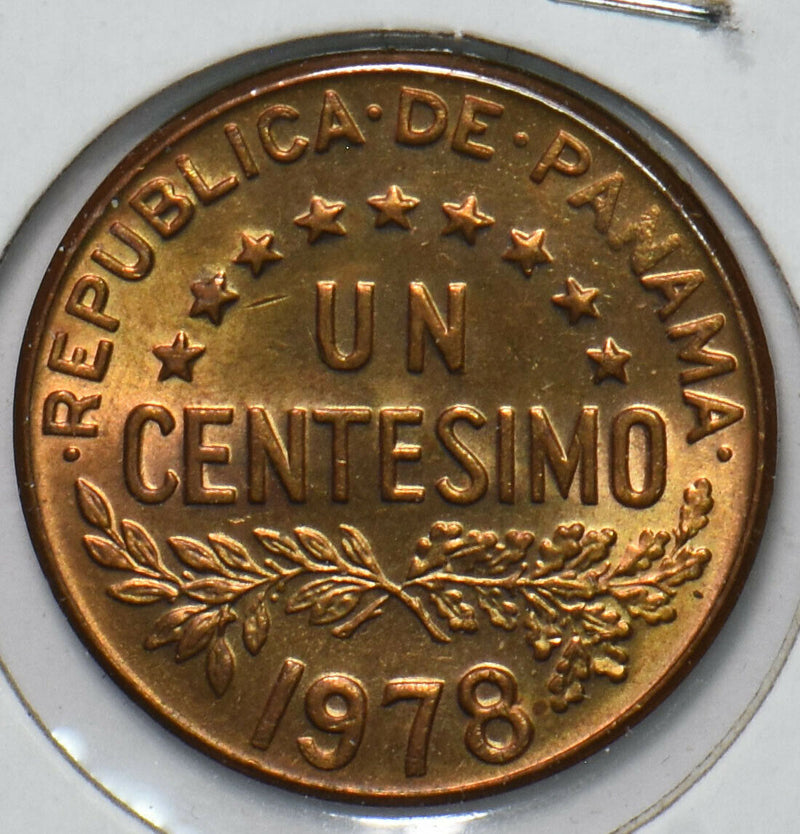 ·REPUBLICA·DE·PANAMA·
UN
CENTESIMO
1978